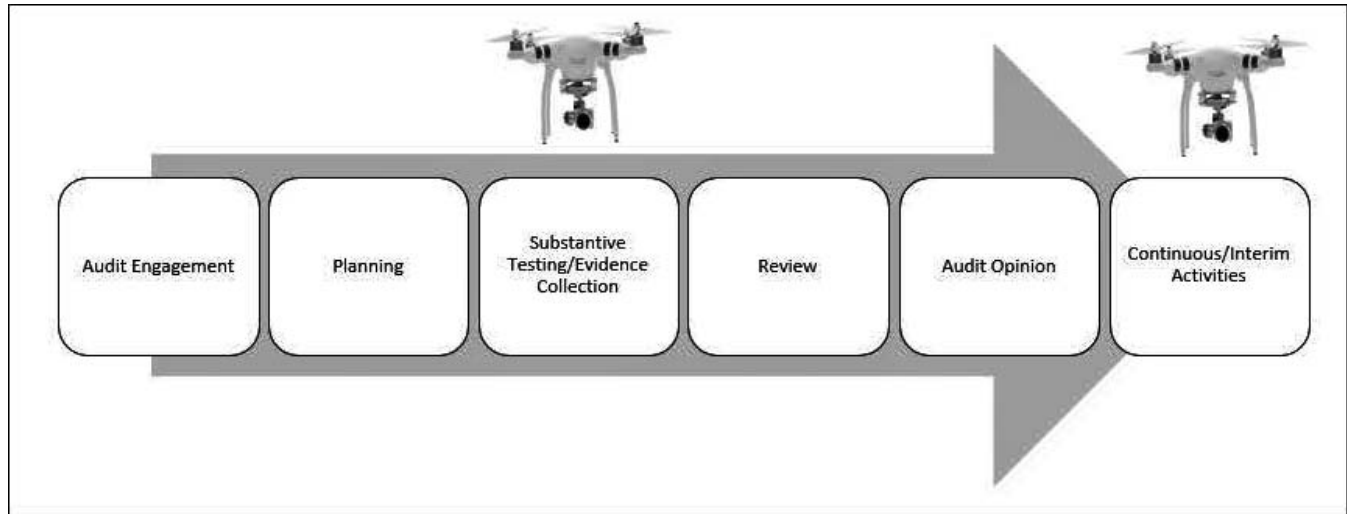 Audit Engagement
Planning
Substantive
Testing/Evidence
Collection
Review
Audit Opinion
Continuous/Interim
Activities